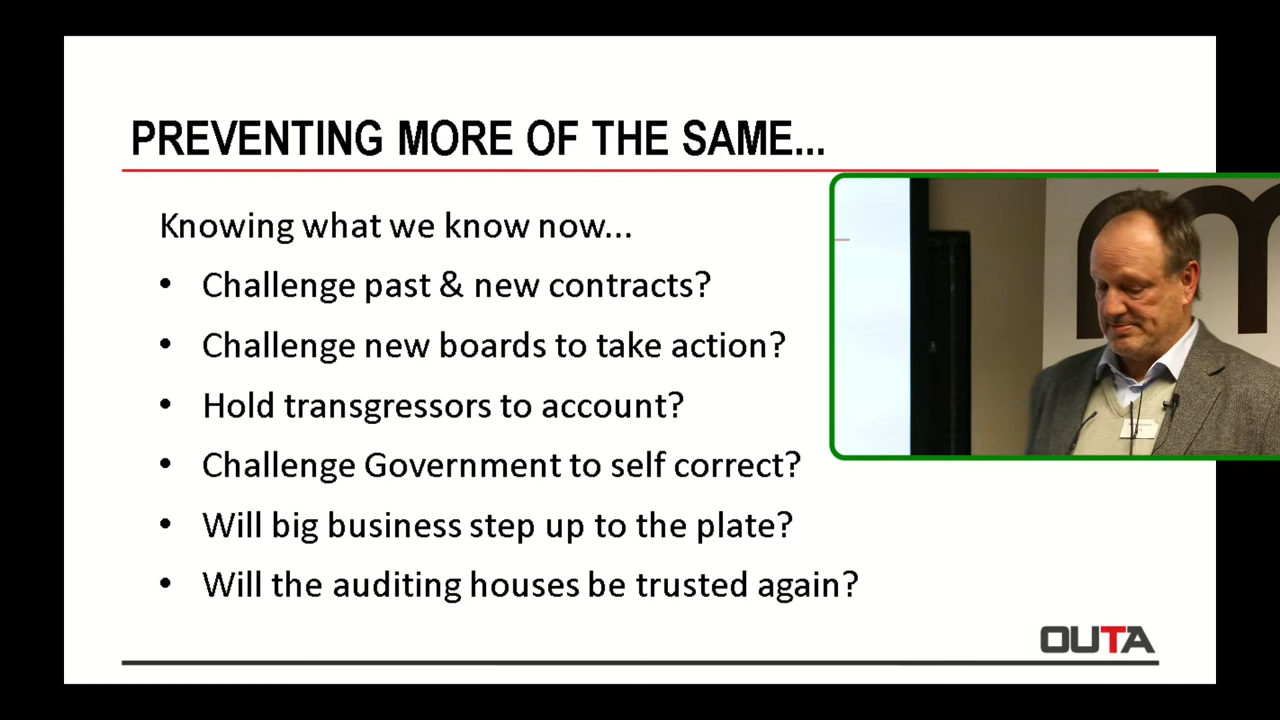 PREVENTING MORE OF THE SAME...
Knowing what we know now...
• Challenge past & new contracts?
• Challenge new boards to take action?
• Hold transgressors to account?
• Challenge Government to self correct?
• Will big business step up to the plate?
• Will the auditing houses be trusted again?
OUTA